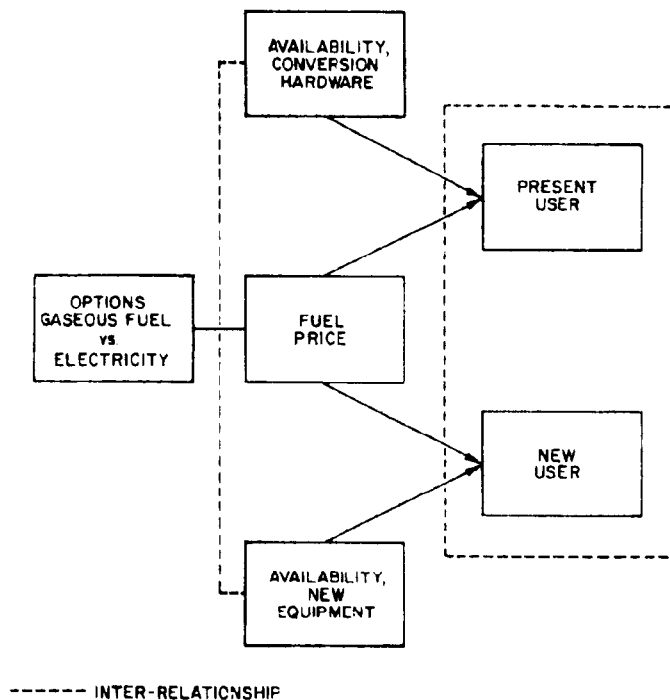 AVAILABILITY,
CONVERSION
HARDWARE
PRESENT
USER
OPTIONS
GASEOUS FUEL
vs.
ELECTRICITY
FUEL
PRICE
NEW
USER
AVAILABILITY,
NEW
EQUIPMENT
INTER-RELATIONSHIP